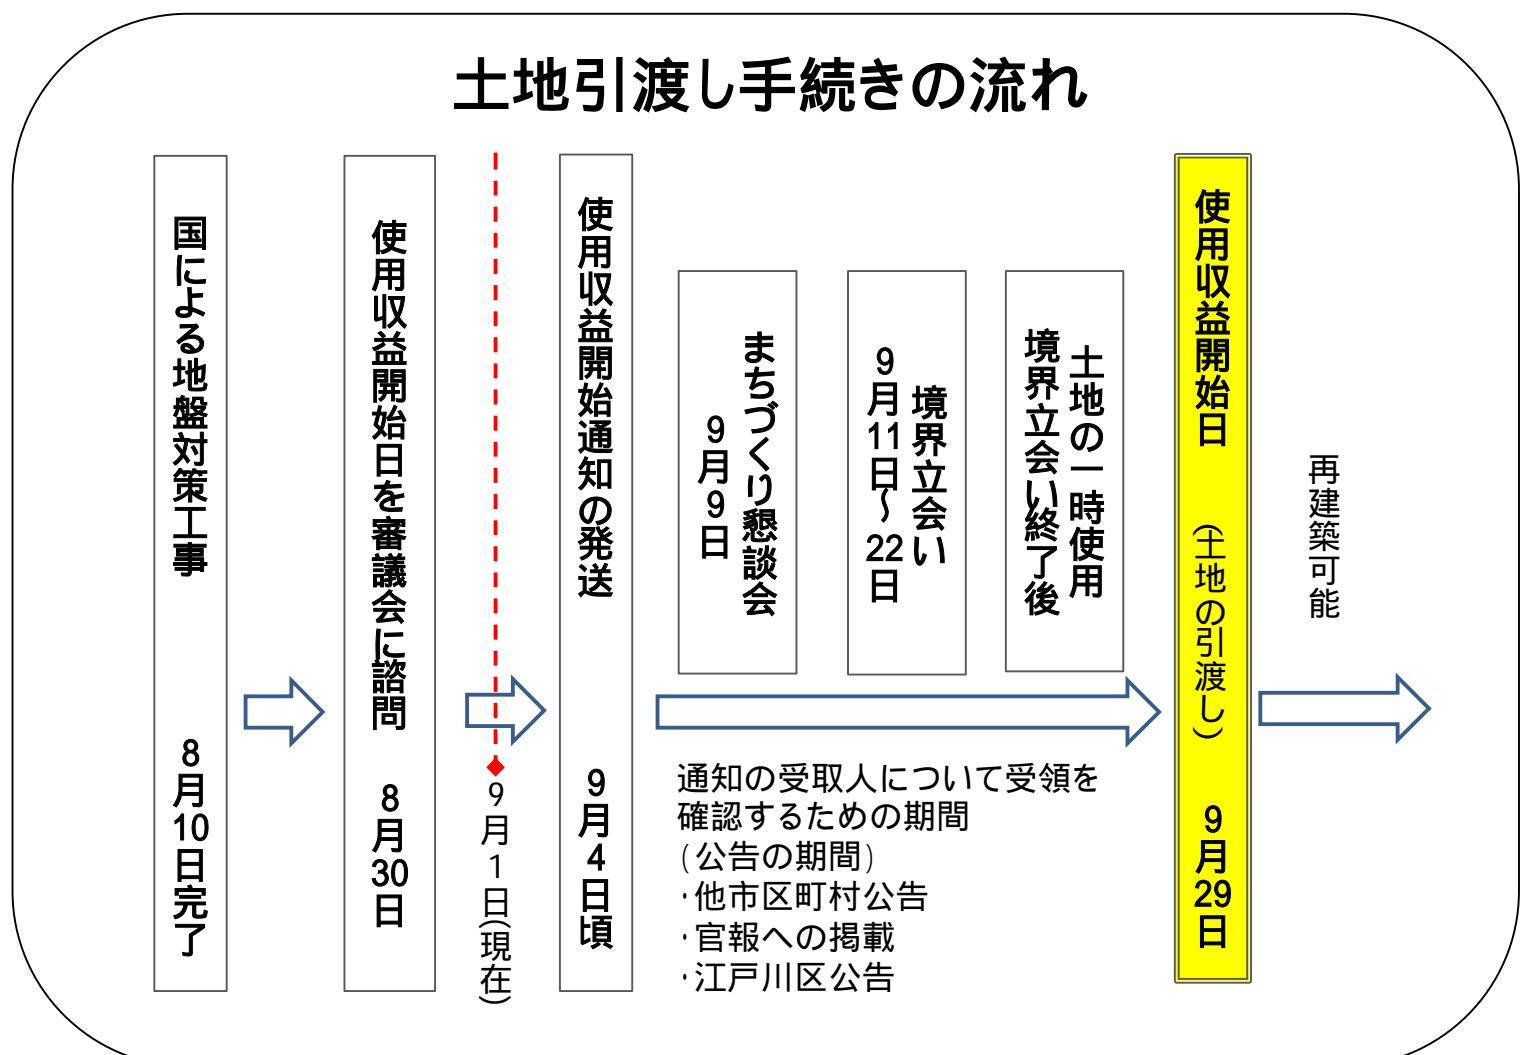 土地引渡し手続きの流れ
国による地盤対策工事 8月10日完了
使用収益開始日を審議会に諮問 8月30日
9月1日(現在)
使用収益開始通知の発送 9月4日頃
まちづくり懇談会
9月9日
境界立会い
9月11日~22日
土地の一時使用
境界立会い終了後
通知の受取人について受領を
確認するための期間
(公告の期間)
・他市区町村公告
・官報への掲載
・江戸川区公告
使用収益開始日 (土地の引渡し) 9月29日
再建築可能